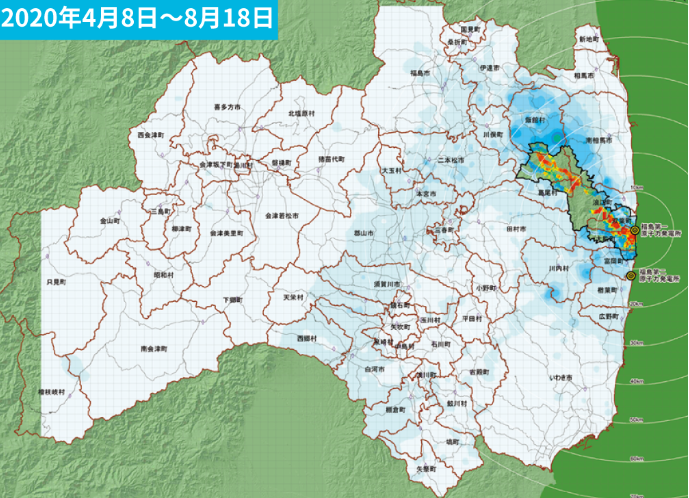 2020年4月8日〜8月18日
国見町
桑折町
新地町
伊達市
福島市
相馬市
喜多方市
北塩原村
飯舘村
川俣町
西会津町
南相馬市
会津坂下町
湯川村
磐梯町
猪苗代町
二本松市
大玉村
本宮市
葛尾村
浪江町
双葉町
金山町
三島町
柳津町
会津美里町
会津若松市
郡山市
三春町
田村市
福島第一
原子力発電所
川内村
富岡町
福島第二
原子力発電所
只見町
昭和村
下郷町
天栄村
須賀川市
小野町
楢葉町
鏡石町
広野町
玉川村
平田村
矢吹町
西郷村
泉崎村
中島村
石川町
南会津町
白河市
浅川町
古殿町
いわき市
檜枝岐村
棚倉町
鮫川村
塙町
矢祭町
10km
20km
30km
40km
50km
60km
70km